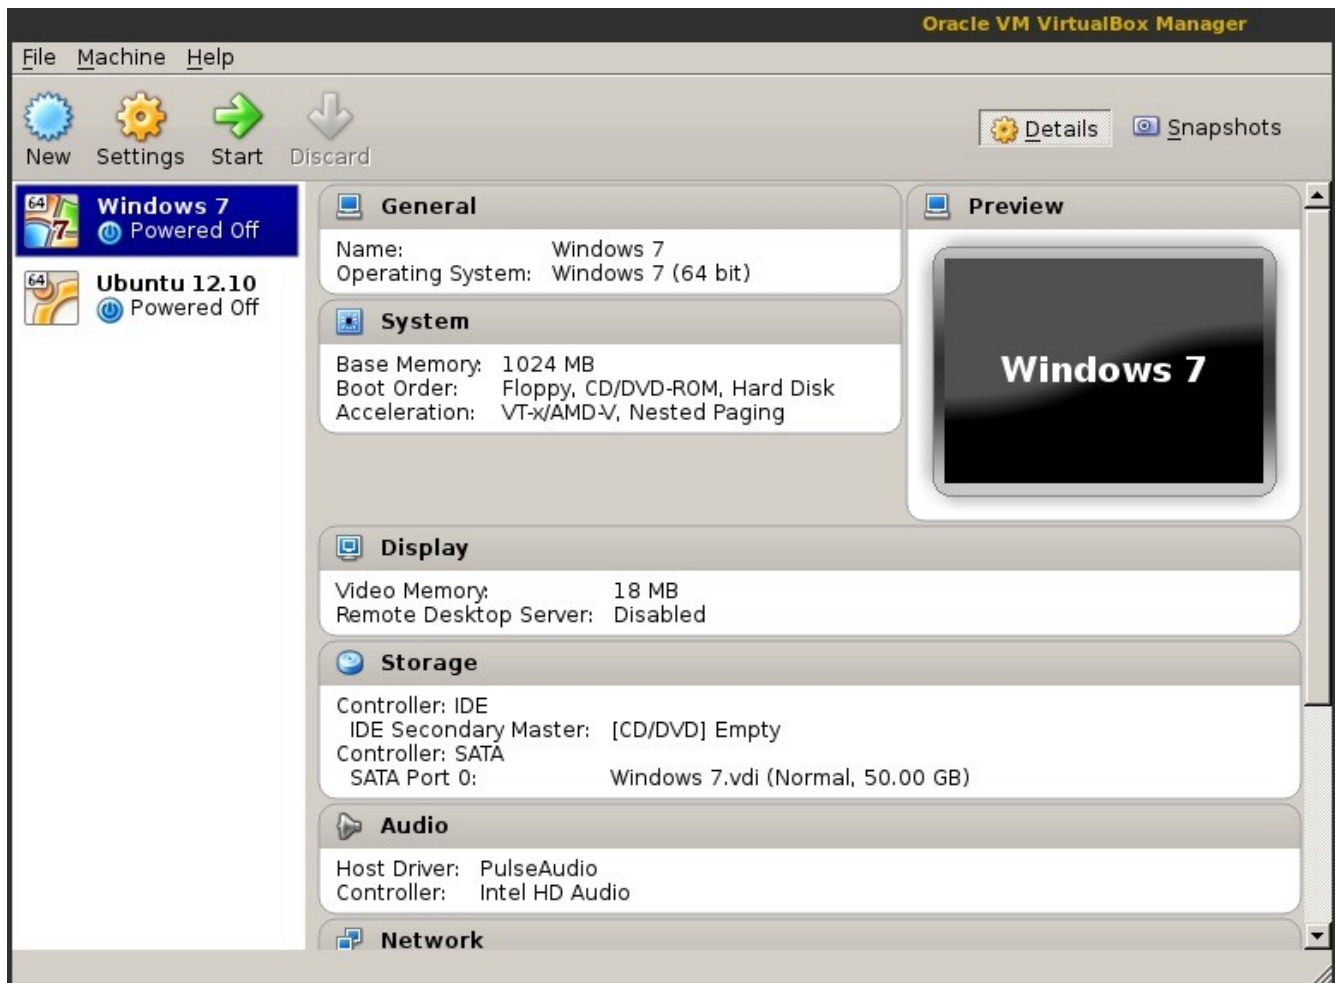 Oracle VM VirtualBox Manager
File Machine Help
New Settings Start Discard
Details Snapshots
64 Windows 7
7 Powered Off
64 Ubuntu 12.10
Powered Off
General
Name: Windows 7
Operating System: Windows 7 (64 bit)
System
Base Memory: 1024 MB
Boot Order: Floppy, CD/DVD-ROM, Hard Disk
Acceleration: VT-x/AMD-V, Nested Paging
Preview
Windows 7
Display
Video Memory: 18 MB
Remote Desktop Server: Disabled
Storage
Controller: IDE
IDE Secondary Master: [CD/DVD] Empty
Controller: SATA
SATA Port 0: Windows 7.vdi (Normal, 50.00 GB)
Audio
Host Driver: PulseAudio
Controller: Intel HD Audio
Network